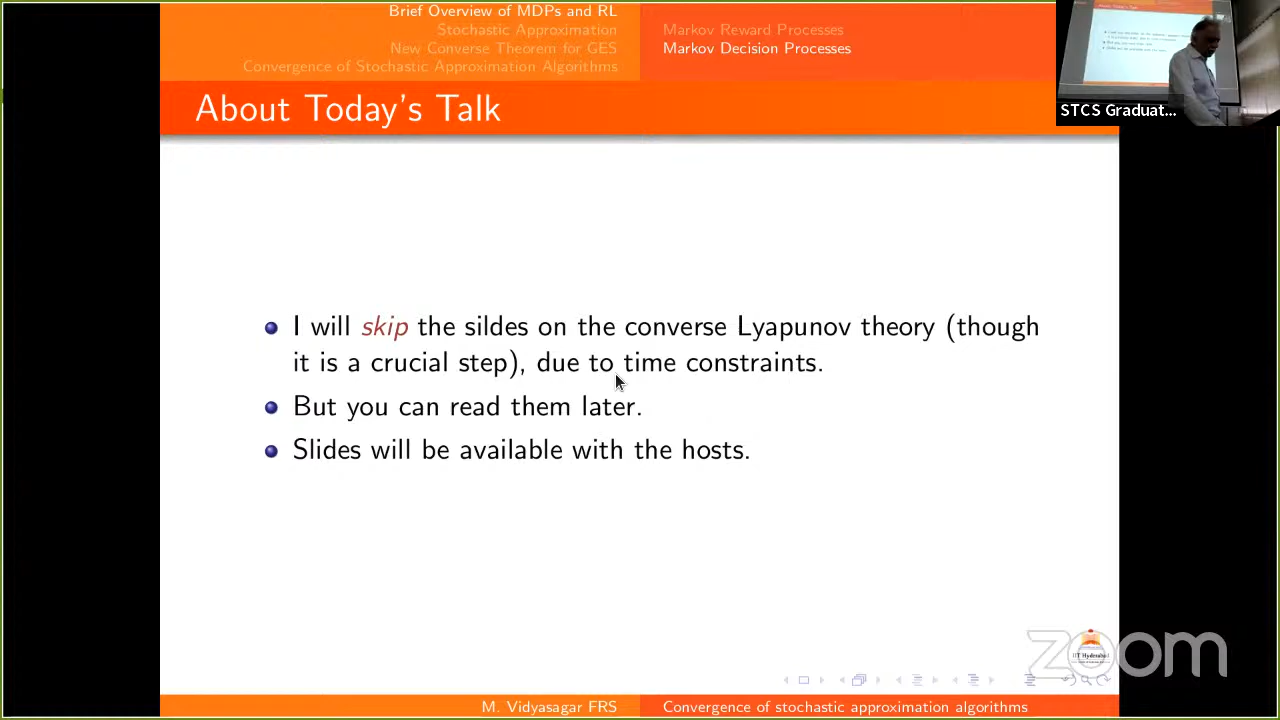 Brief Overview of MDPs and RL
Stochastic Approximation
New Converse Theorem for GES
Convergence of Stochastic Approximation Algorithms
Markov Reward Processes
Markov Decision Processes
About Today's Talk
STCS Graduat...
I will skip the sildes on the converse Lyapunov theory (though
it is a crucial step), due to time constraints.
But you can read them later.
Slides will be available with the hosts.
zoom
IIT Hyderabad
M. Vidyasagar FRS
Convergence of stochastic approximation algorithms